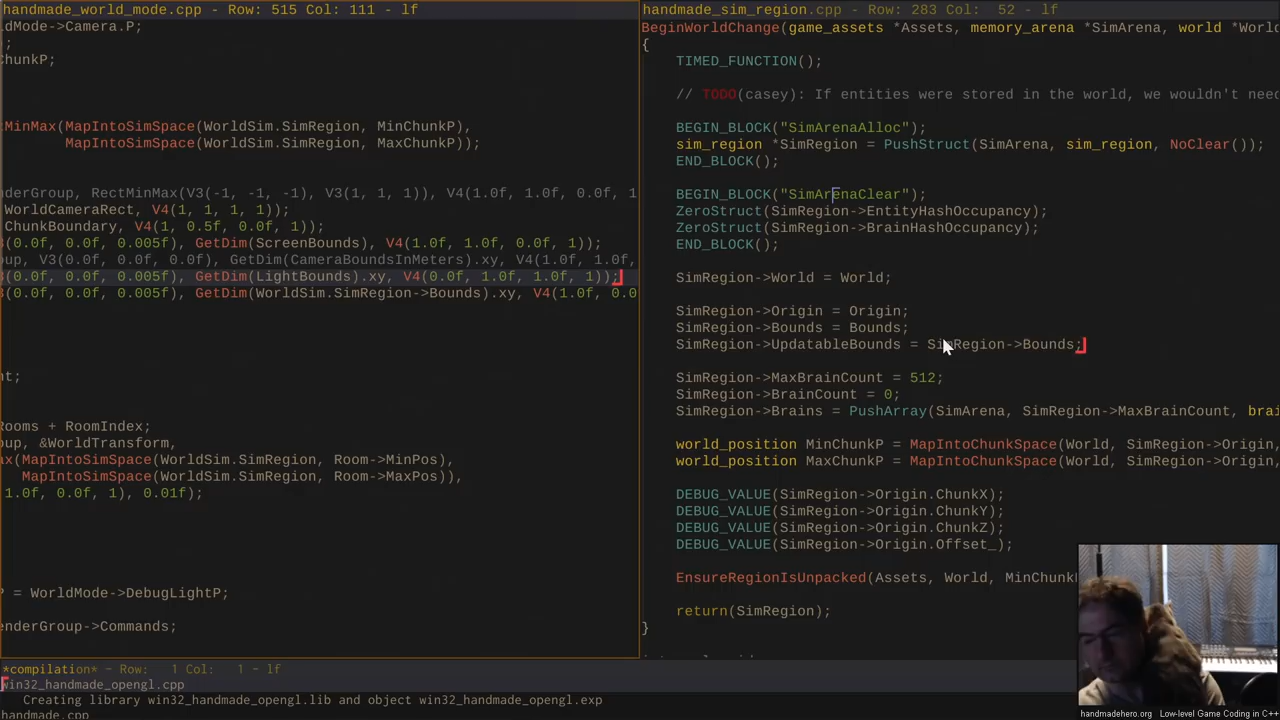 handmade_world_mode.cpp - Row: 515 Col: 111 - lf
dMode->Camera.P;
;
ChunkP;
MinMax(MapIntoSimSpace(WorldSim.SimRegion, MinChunkP),
MapIntoSimSpace(WorldSim.SimRegion, MaxChunkP));
nderGroup, RectMinMax(V3(-1, -1, -1), V3(1, 1, 1)), V4(1.0f, 1.0f, 0.0f, 1
WorldCameraRect, V4(1, 1, 1, 1));
ChunkBoundary, V4(1, 0.5f, 0.0f, 1);
3(0.0f, 0.0f, 0.005f), GetDim(ScreenBounds), V4(1.0f, 1.0f, 0.0f, 1));
oup, V3(0.0f, 0.0f, 0.0f), GetDim(CameraBoundsInMeters).xy, V4(1.0f, 1.0f,
3(0.0f, 0.0f, 0.005f), GetDim(LightBounds).xy, V4(0.0f, 1.0f, 1.0f, 1));
3(0.0f, 0.0f, 0.005f), GetDim(WorldSim.SimRegion->Bounds).xy, V4(1.0f, 0.0
nt;
Rooms + RoomIndex;
oup, &WorldTransform,
ax(MapIntoSimSpace(WorldSim.SimRegion, Room->MinPos),
MapIntoSimSpace(WorldSim.SimRegion, Room->MaxPos)),
1.0f, 0.0f, 1), 0.01f);
P = WorldMode->DebugLightP;
enderGroup->Commands;
handmade_sim_region.cpp - Row: 283 Col: 52 - lf
BeginWorldChange(game_assets *Assets, memory_arena *SimArena, world *Worl
{
TIMED_FUNCTION();
// TODO(casey): If entities were stored in the world, we wouldn't nee
BEGIN_BLOCK("SimArenaAlloc");
sim_region *SimRegion = PushStruct(SimArena, sim_region, NoClear());
END_BLOCK();
BEGIN_BLOCK("SimArenaClear");
ZeroStruct(SimRegion->EntityHashOccupancy);
ZeroStruct(SimRegion->BrainHashOccupancy);
END_BLOCK();
SimRegion->World = World;
SimRegion->Origin = Origin;
SimRegion->Bounds = Bounds;
SimRegion->UpdatableBounds = SimRegion->Bounds;
SimRegion->MaxBrainCount = 512;
SimRegion->BrainCount = 0;
SimRegion->Brains = PushArray(SimArena, SimRegion->MaxBrainCount, brai
world_position MinChunkP = MapIntoChunkSpace(World, SimRegion->Origin,
world_position MaxChunkP = MapIntoChunkSpace(World, SimRegion->Origin,
DEBUG_VALUE(SimRegion->Origin.ChunkX);
DEBUG_VALUE(SimRegion->Origin.ChunkY);
DEBUG_VALUE(SimRegion->Origin.ChunkZ);
DEBUG_VALUE(SimRegion->Origin.Offset_);
EnsureRegionIsUnpacked(Assets, World, MinChunk
return(SimRegion);
}
*compilation* - Row: 1 Col: 1 - lf
win32_handmade_opengl.cpp
Creating library win32_handmade_opengl.lib and object win32_handmade_opengl.exp
handmade.cpp
handmadehero.org | Low-level Game Coding in C++